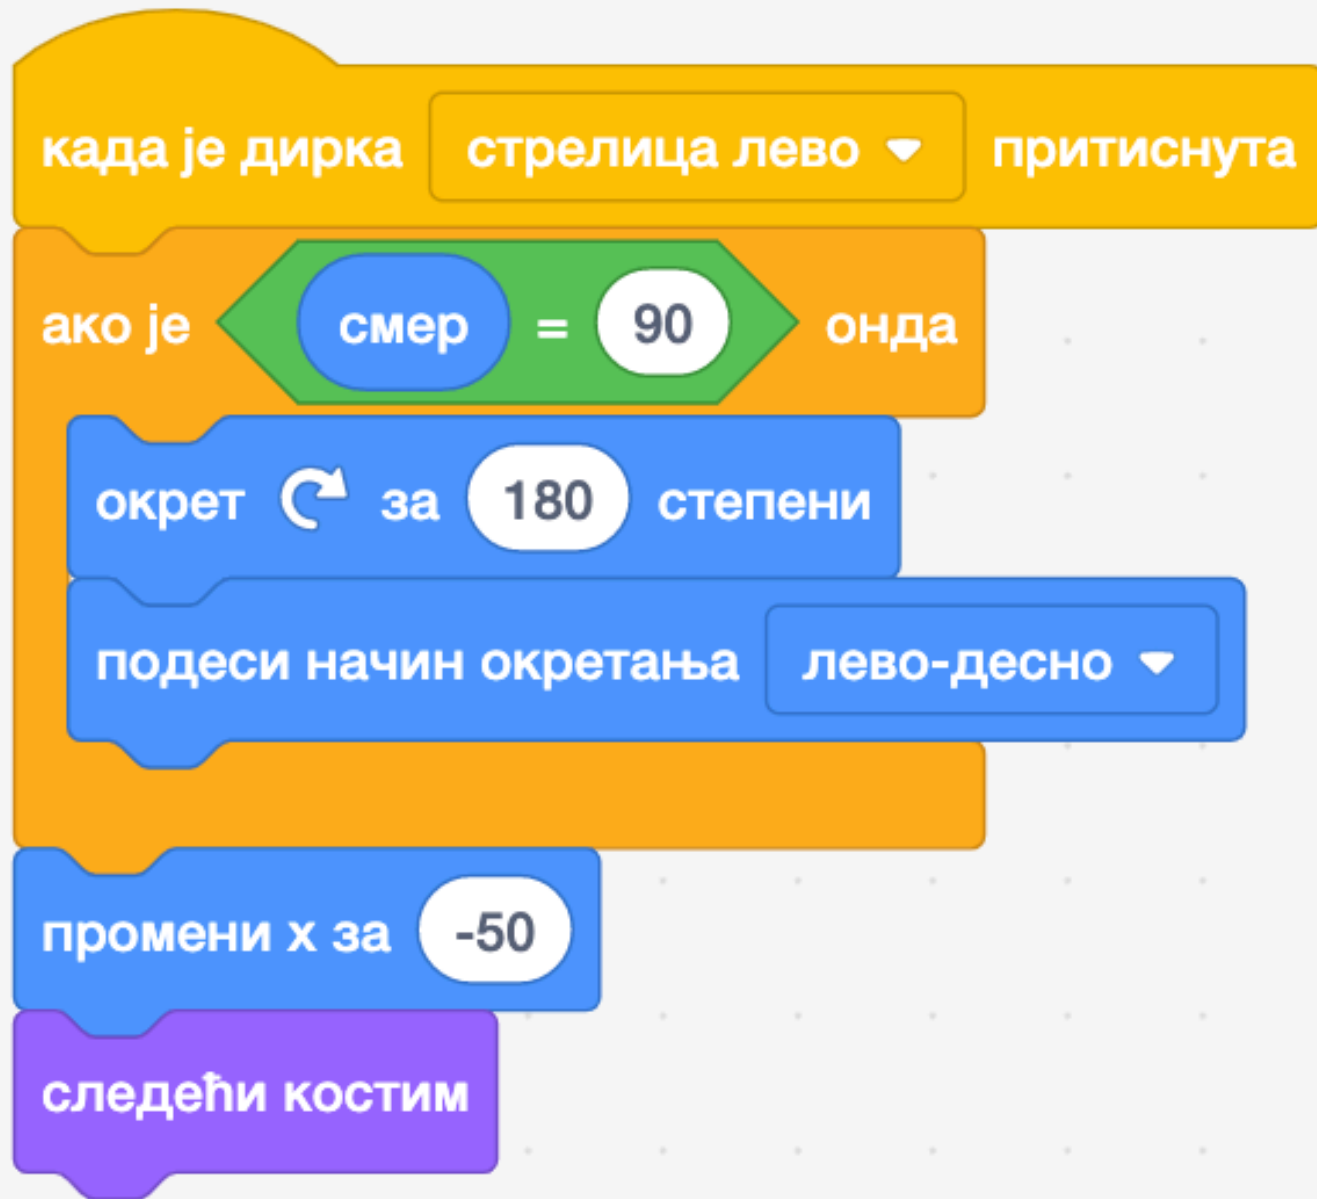 када је дирка стрелица лево притиснута
ако је смер = 90 онда
окрет за 180 степени
подеси начин окретања лево-десно
промени x за -50
следећи костим